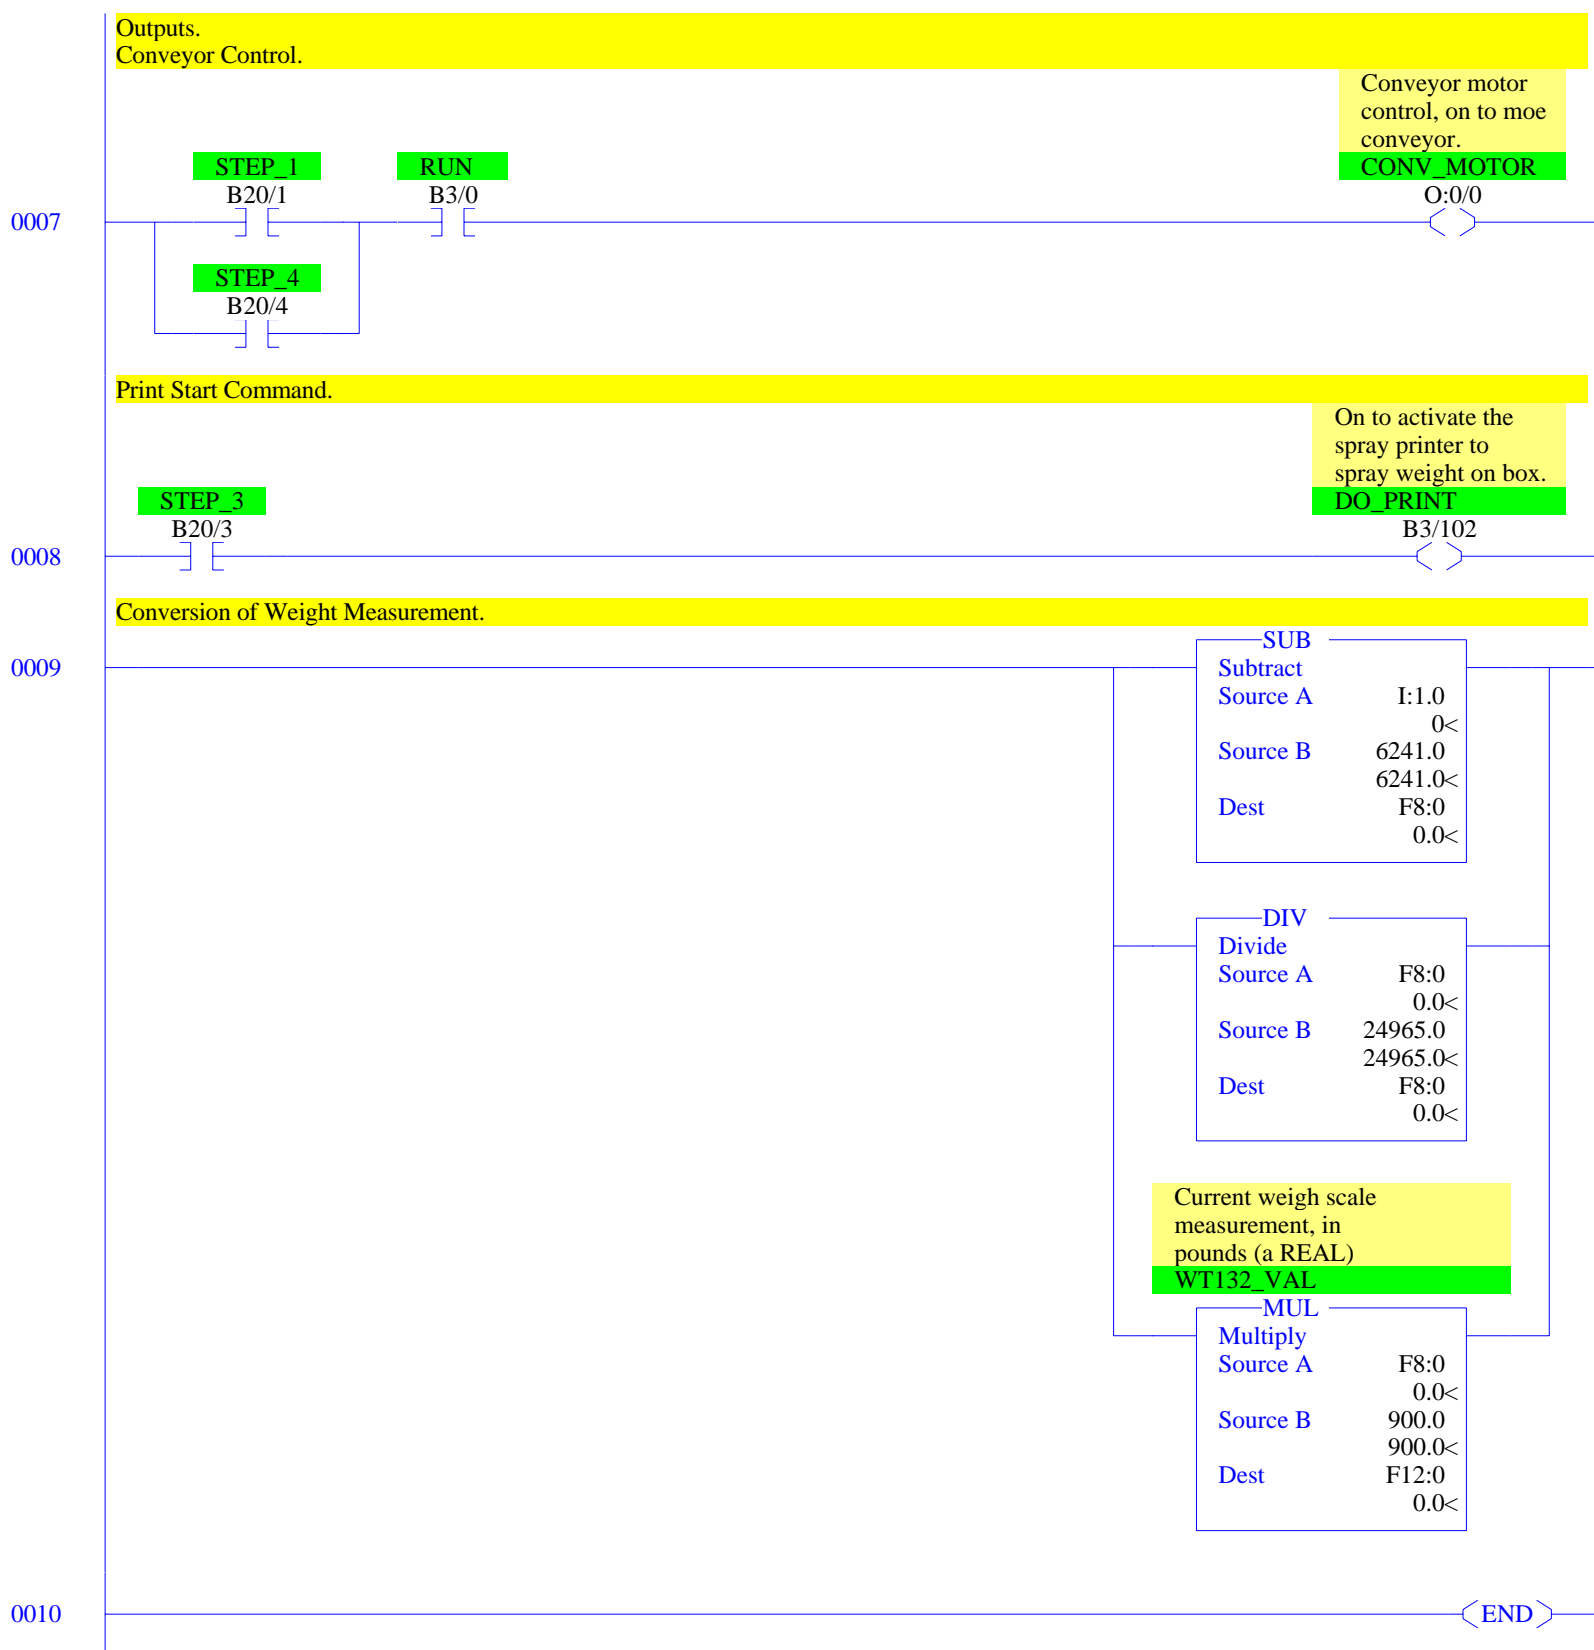 Outputs.
Conveyor Control.
Conveyor motor
control, on to moe
conveyor.
STEP_1 RUN CONV_MOTOR
B20/1 B3/0 O:0/0
0007
STEP_4
B20/4
Print Start Command.
On to activate the
spray printer to
spray weight on box.
STEP_3 DO_PRINT
B20/3 B3/102
0008
Conversion of Weight Measurement.
SUB
0009 Subtract
Source A I:1.0
0<
Source B 6241.0
6241.0<
Dest F8:0
0.0<
DIV
Divide
Source A F8:0
0.0<
Source B 24965.0
24965.0<
Dest F8:0
0.0<
Current weigh scale
measurement, in
pounds (a REAL)
WT132_VAL
MUL
Multiply
Source A F8:0
0.0<
Source B 900.0
900.0<
Dest F12:0
0.0<
0010 END